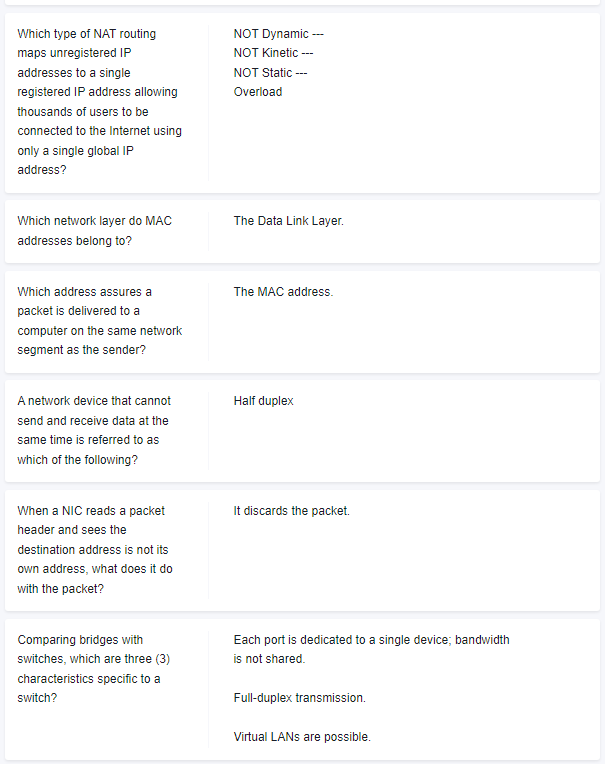 Which type of NAT routing
maps unregistered IP
addresses to a single
registered IP address allowing
thousands of users to be
connected to the Internet using
only a single global IP
address?
NOT Dynamic ---
NOT Kinetic ---
NOT Static ---
Overload
Which network layer do MAC
addresses belong to?
The Data Link Layer.
Which address assures a
packet is delivered to a
computer on the same network
segment as the sender?
The MAC address.
A network device that cannot
send and receive data at the
same time is referred to as
which of the following?
Half duplex
When a NIC reads a packet
header and sees the
destination address is not its
own address, what does it do
with the packet?
It discards the packet.
Comparing bridges with
switches, which are three (3)
characteristics specific to a
switch?
Each port is dedicated to a single device; bandwidth
is not shared.
Full-duplex transmission.
Virtual LANs are possible.